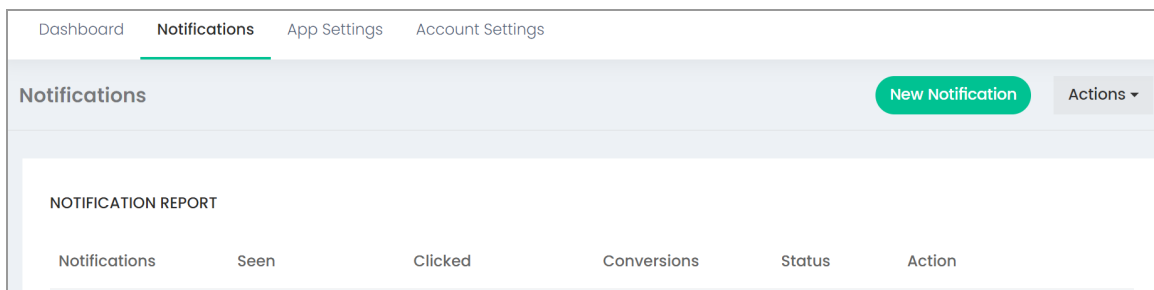 Dashboard Notifications App Settings Account Settings
Notifications New Notification Actions
NOTIFICATION REPORT
Notifications Seen Clicked Conversions Status Action